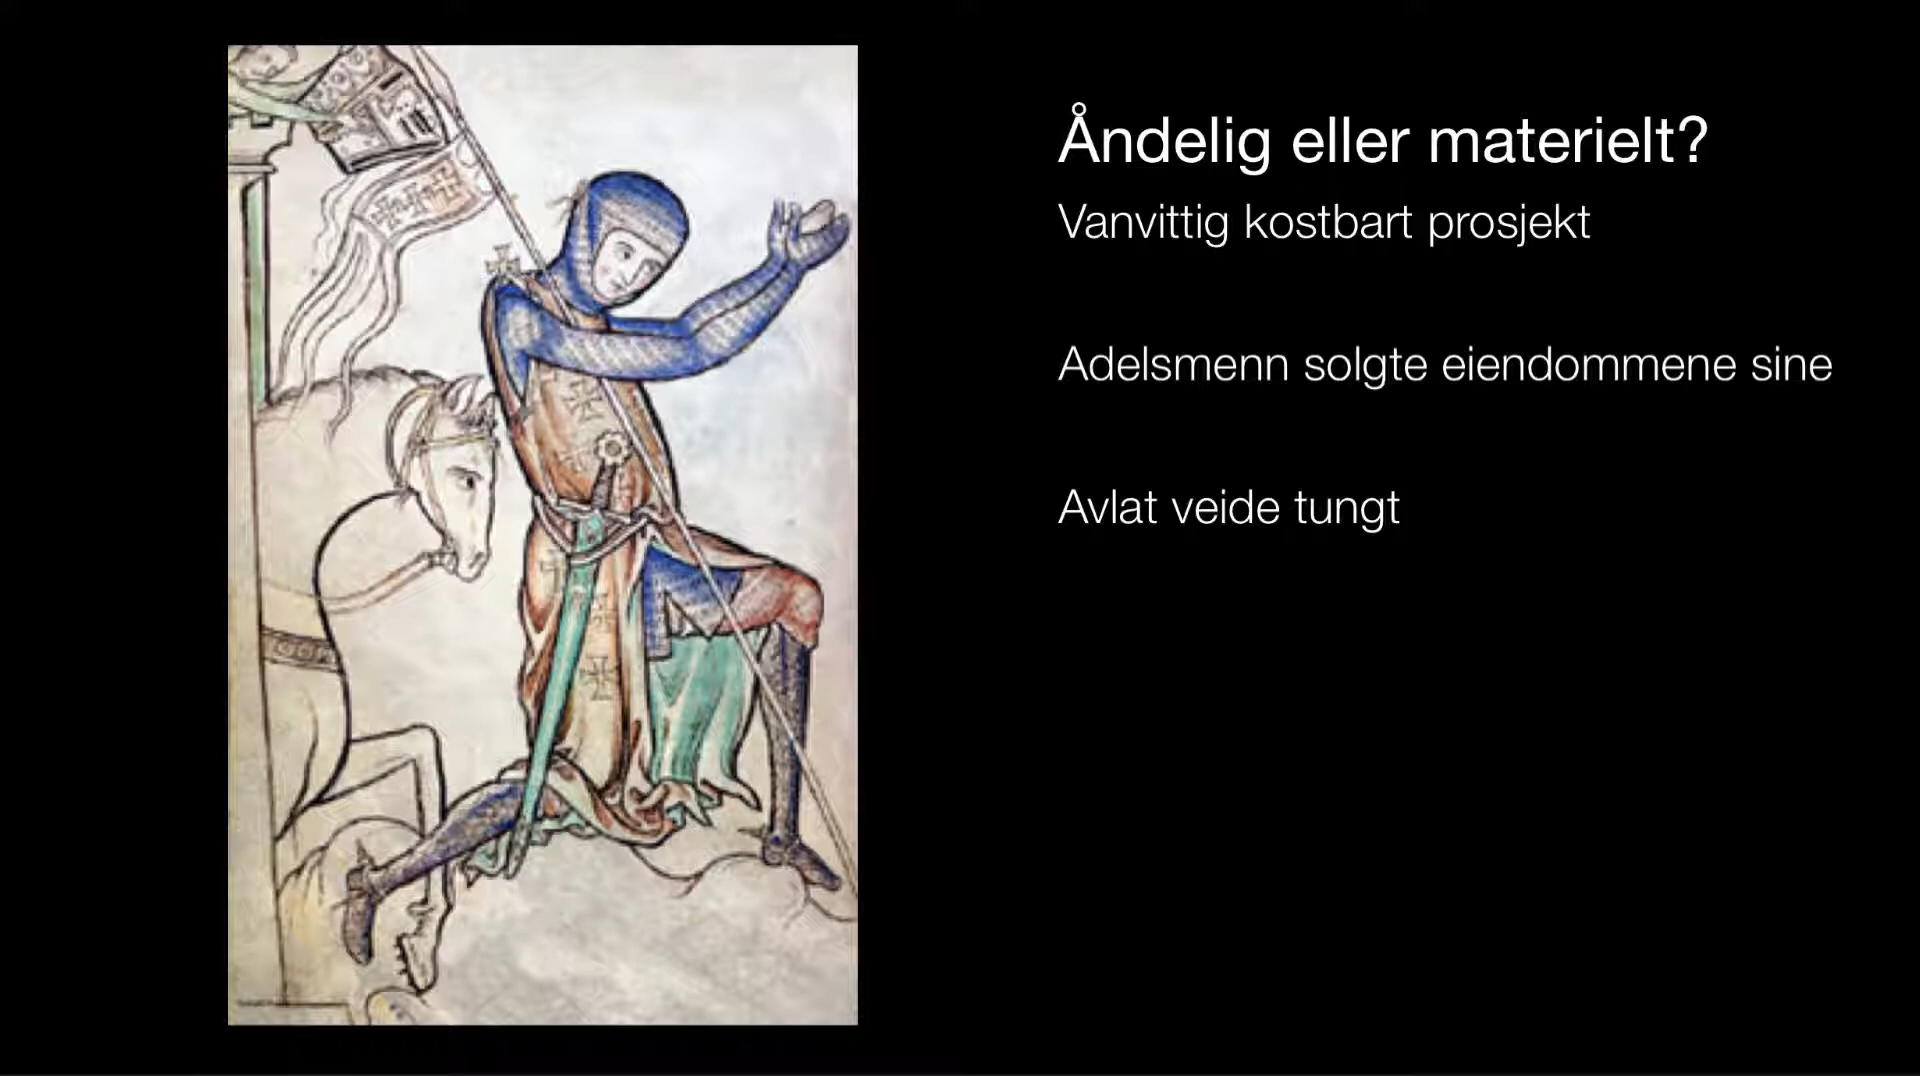 Åndelig eller materielt?
Vanvittig kostbart prosjekt
Adelsmenn solgte eiendommene sine
Avlat veide tungt